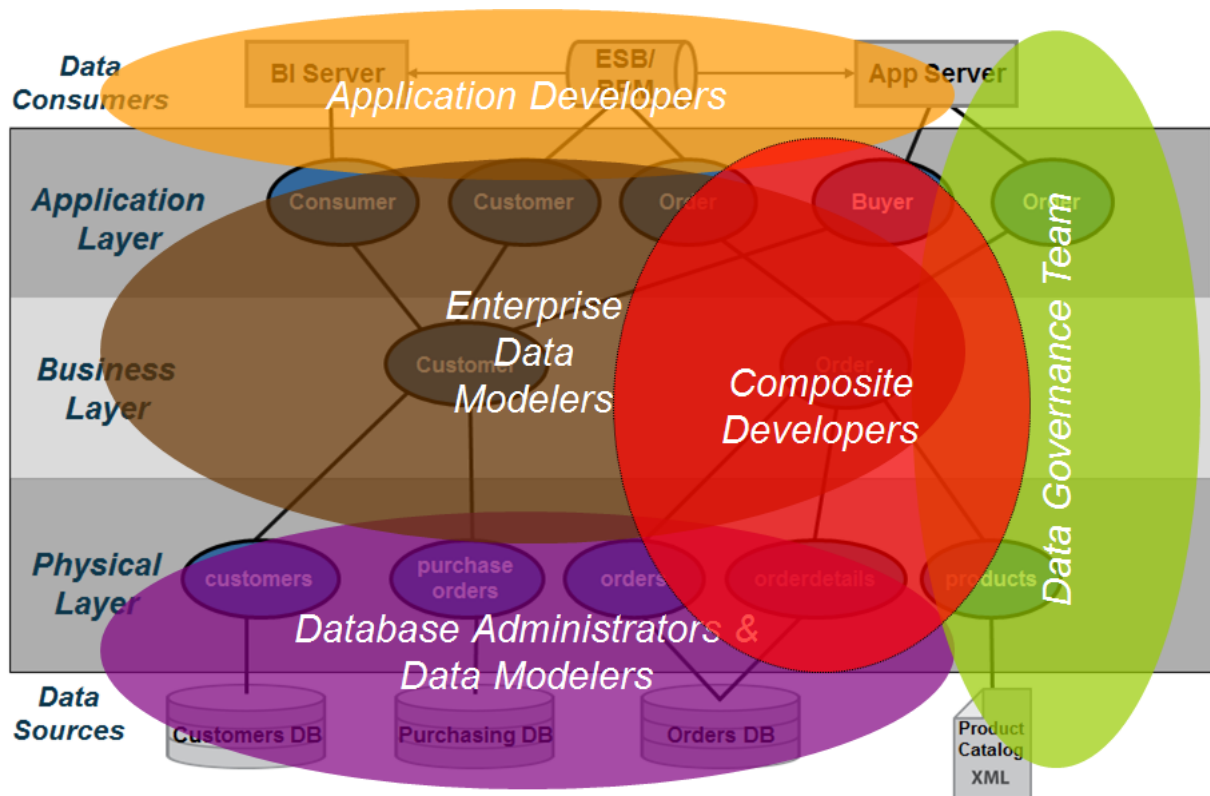 Data
Consumers
BI Server
ESB/
BPM
App Server
Application Developers
Application
Layer
Consumer
Customer
Order
Buyer
Order
Business
Layer
Customer
Enterprise
Data
Modelers
Order
Composite
Developers
Data Governance Team
Physical
Layer
customers
purchase
orders
orders
orderdetails
products
Database Administrators &
Data Modelers
Data
Sources
Customers DB
Purchasing DB
Orders DB
Product
Catalog
XML